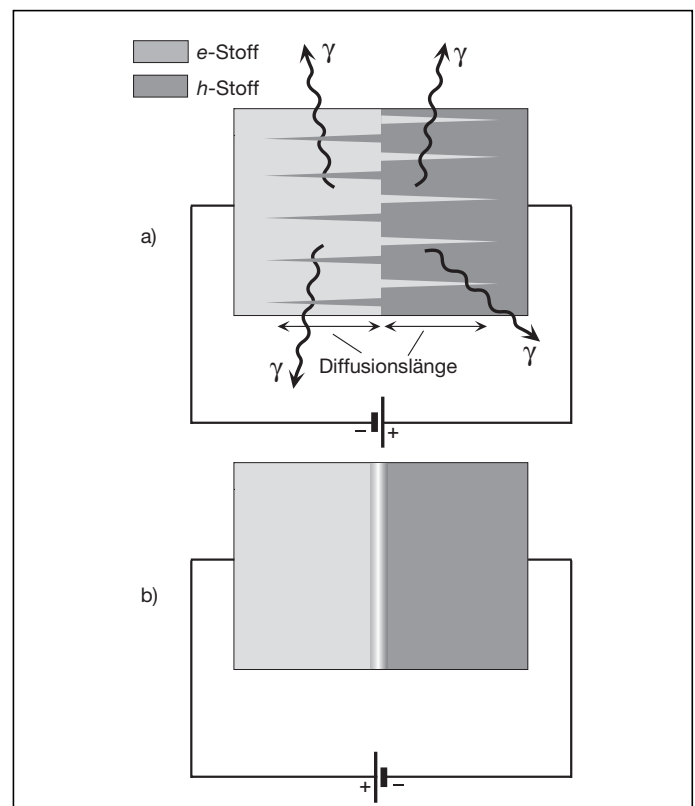 e-Stoff
h-Stoff
γ
γ
a)
Diffusionslänge
γ
γ
− +
b)
+ −